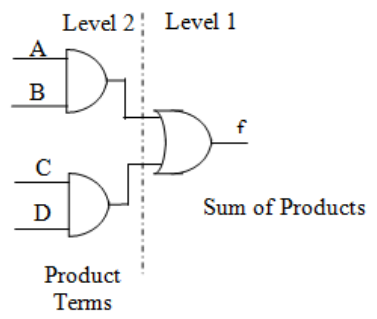 Level 2
Level 1
A
B
f
C
D
Sum of Products
Product
Terms